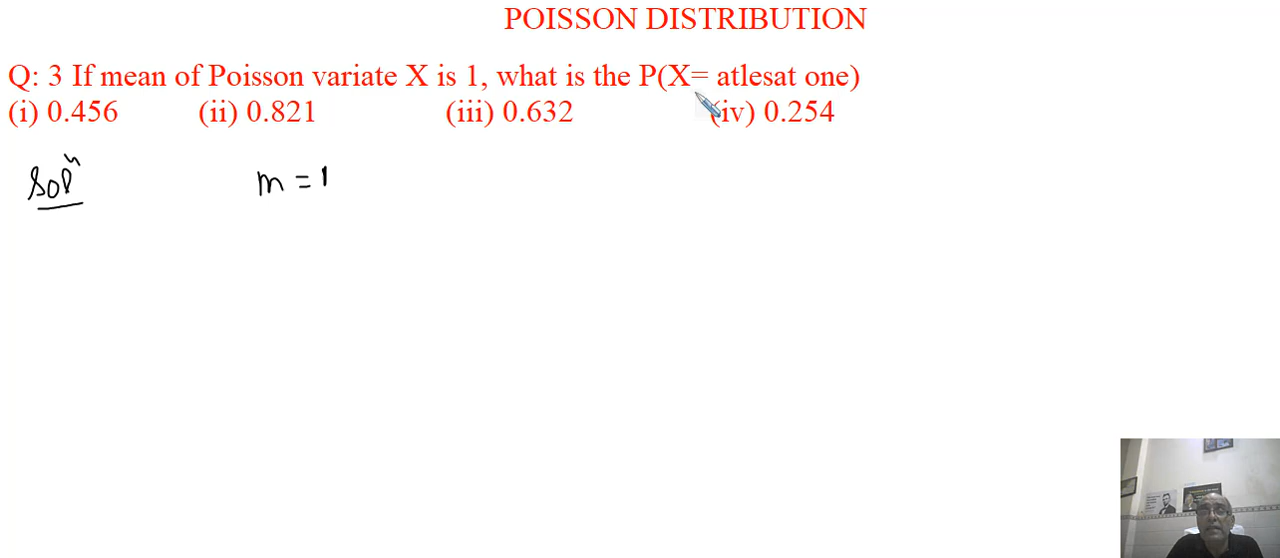 POISSON DISTRIBUTION
Q: 3 If mean of Poisson variate X is 1, what is the P(X= atlesat one)
(i) 0.456 (ii) 0.821 (iii) 0.632 (iv) 0.254
Solⁿ m = 1